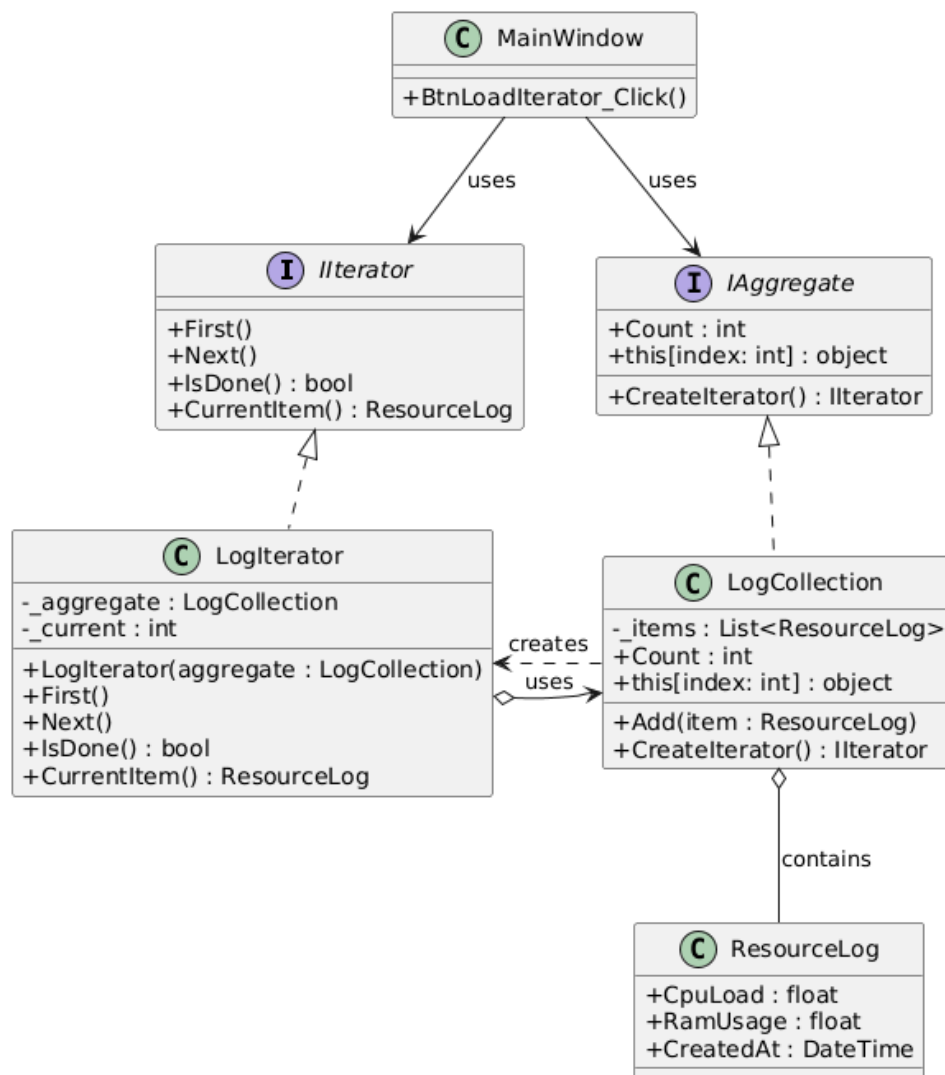 C MainWindow
+BtnLoadIterator_Click()
uses
uses
I IIterator
+First()
+Next()
+IsDone() : bool
+CurrentItem() : ResourceLog
I IAggregate
+Count : int
+this[index: int] : object
+CreateIterator() : IIterator
C LogIterator
-_aggregate : LogCollection
-_current : int
+LogIterator(aggregate : LogCollection)
+First()
+Next()
+IsDone() : bool
+CurrentItem() : ResourceLog
creates
uses
C LogCollection
-_items : List<ResourceLog>
+Count : int
+this[index: int] : object
+Add(item : ResourceLog)
+CreateIterator() : IIterator
contains
C ResourceLog
+CpuLoad : float
+RamUsage : float
+CreatedAt : DateTime